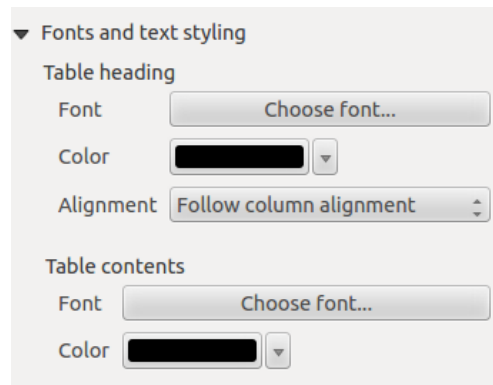 Fonts and text styling
Table heading
Font Choose font...
Color
Alignment Follow column alignment
Table contents
Font Choose font...
Color